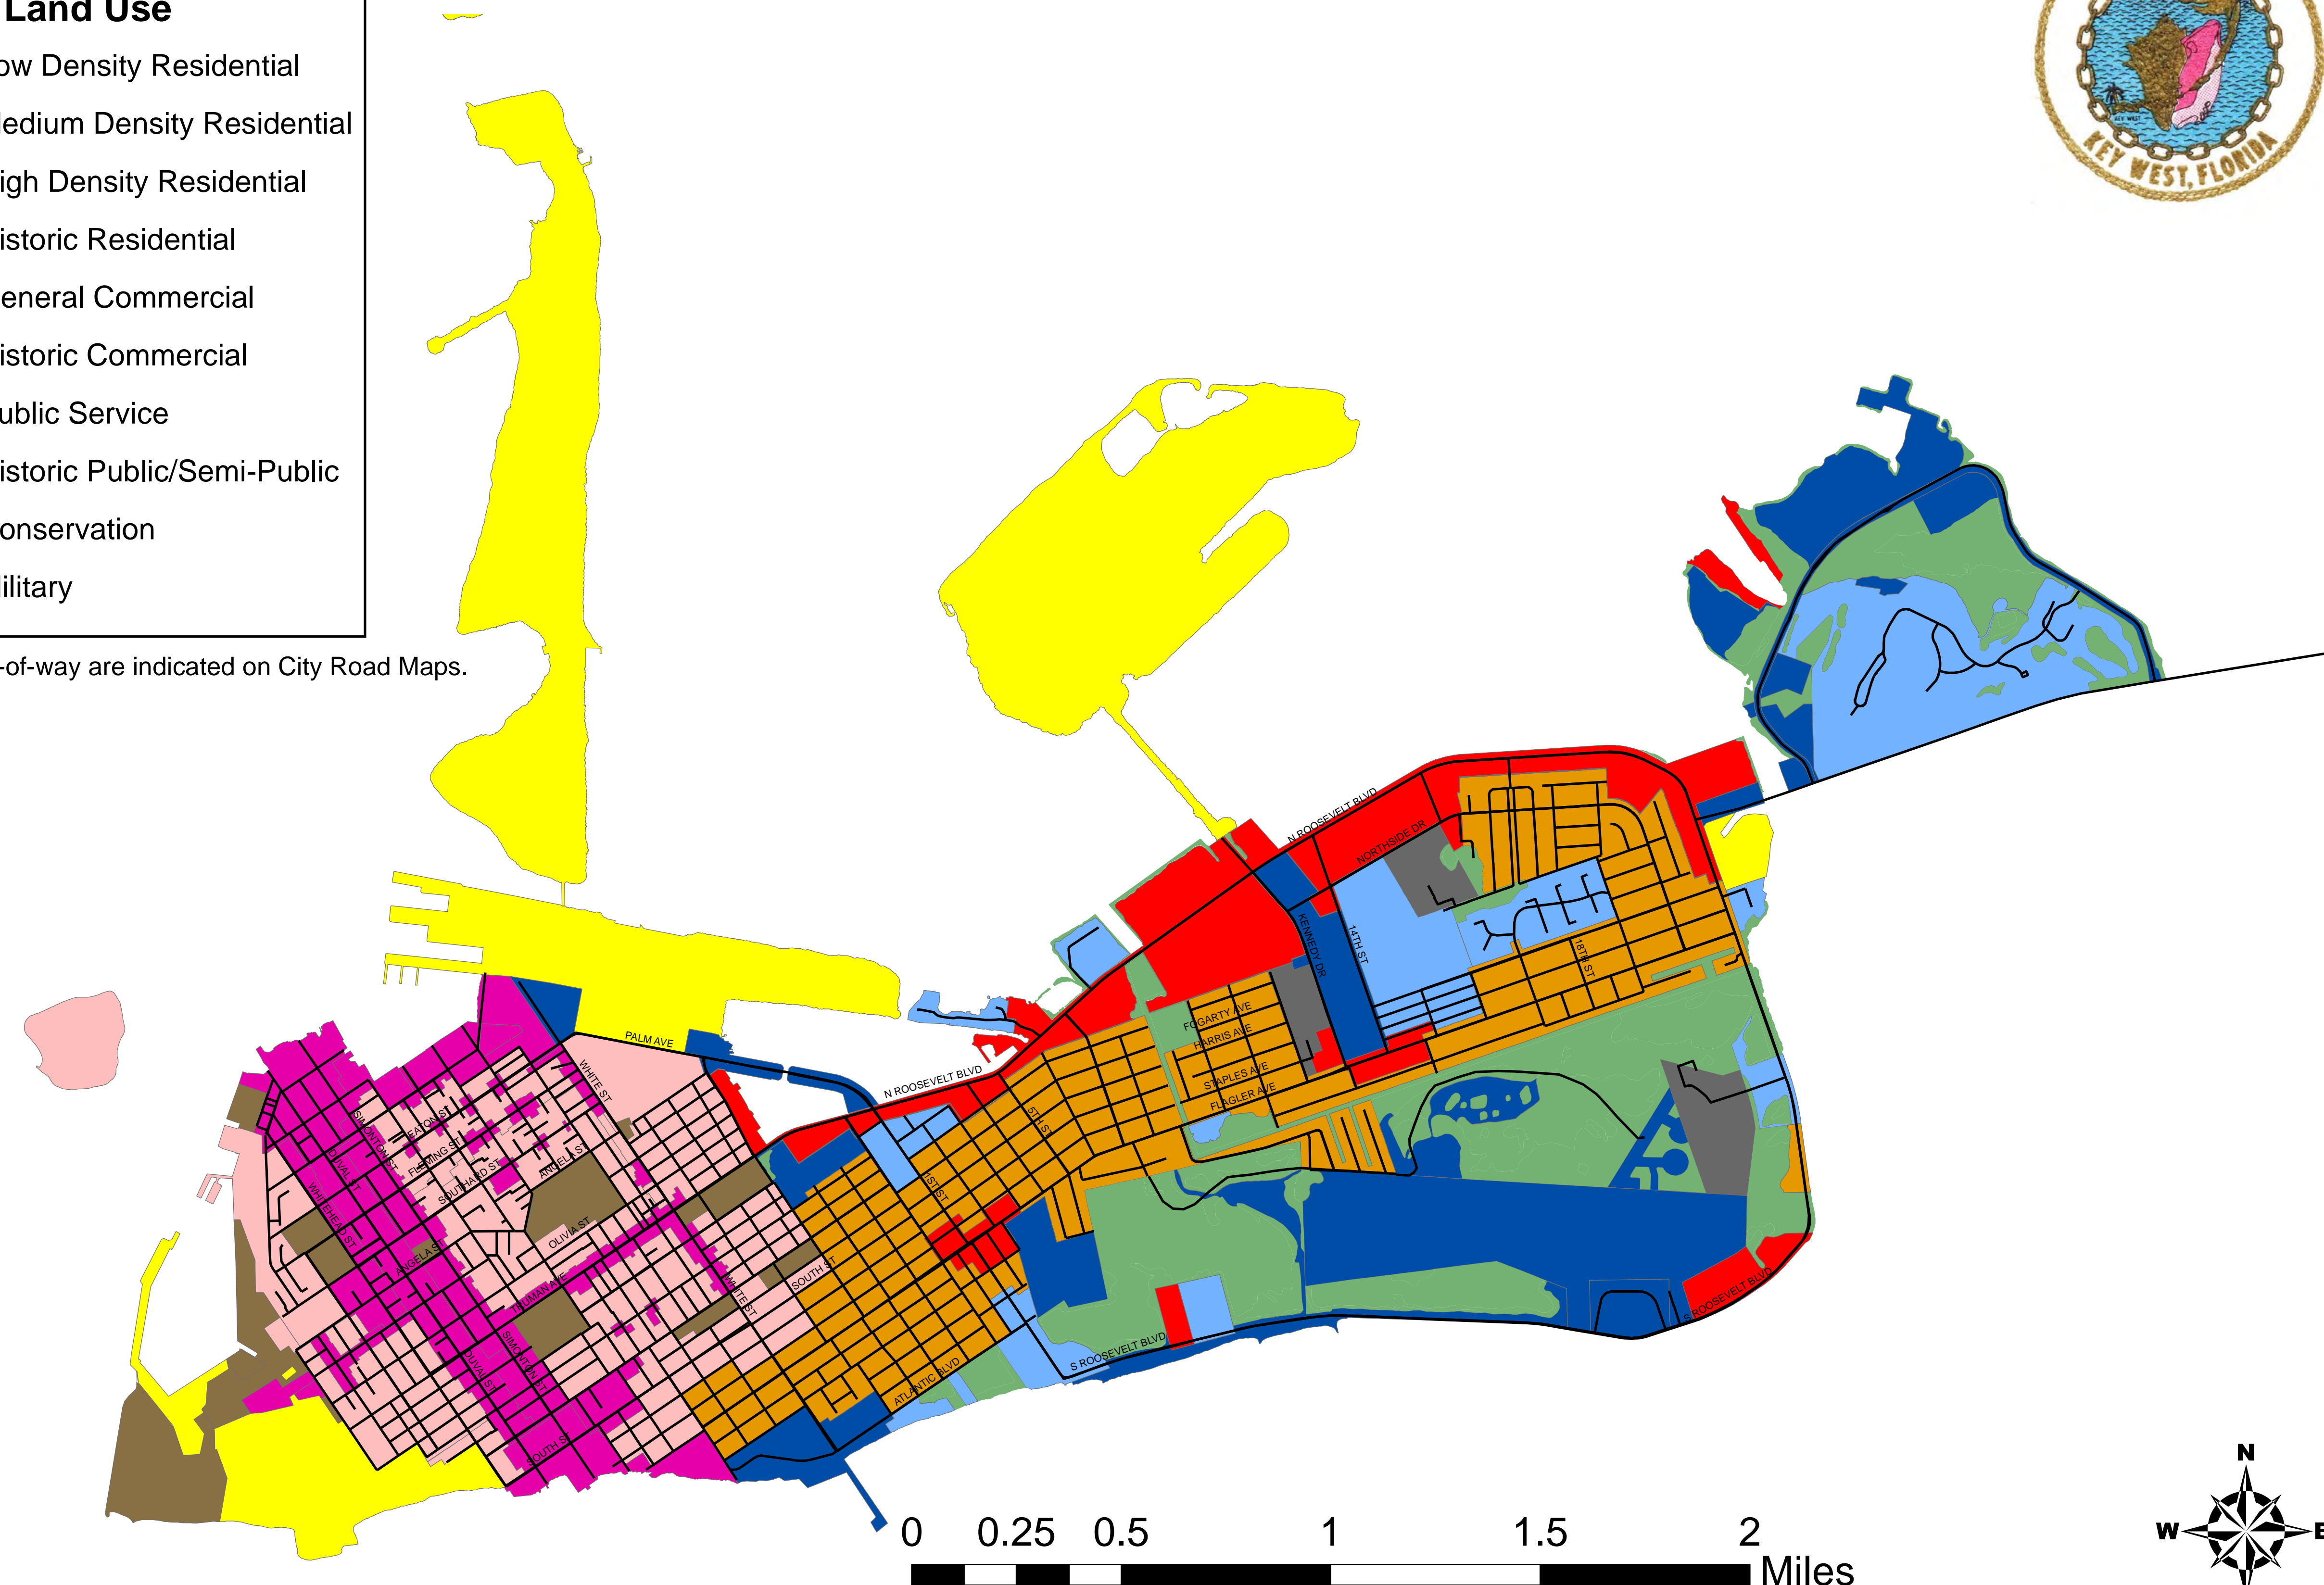 Land Use
ow Density Residential
edium Density Residential
igh Density Residential
istoric Residential
eneral Commercial
istoric Commercial
ublic Service
istoric Public/Semi-Public
onservation
ilitary
-of-way are indicated on City Road Maps.
KEY WEST
KEY WEST, FLORIDA
N ROOSEVELT BLVD
NORTHSIDE DR
KENNEDY DR
14TH ST
18TH ST
FOGARTY AVE
HARRIS AVE
STAPLES AVE
FLAGLER AVE
PALM AVE
N ROOSEVELT BLVD
WHITE ST
5TH ST
1ST ST
SIMONTON ST
EATON ST
FLEMING ST
SOUTHARD ST
ANGELA ST
DUVAL ST
WHITEHEAD ST
OLIVIA ST
ANGELA ST
TRUMAN AVE
WHITE ST
SOUTH ST
SIMONTON ST
DUVAL ST
SOUTH ST
ATLANTIC BLVD
S ROOSEVELT BLVD
S ROOSEVELT BLVD
0 0.25 0.5 1 1.5 2
Miles
N
W E